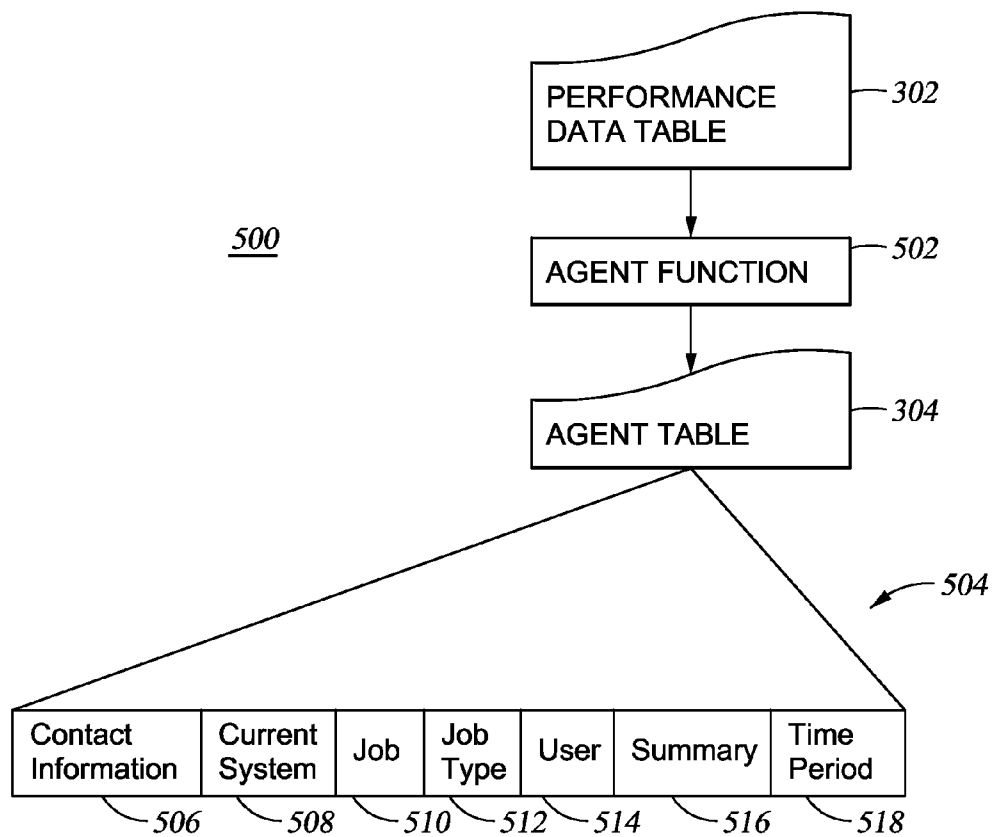 PERFORMANCE
DATA TABLE
302
500
502
AGENT FUNCTION
304
AGENT TABLE
504
Contact
Information
Current
System
Job
Job
Type
User
Summary
Time
Period
506
508
510
512
514
516
518